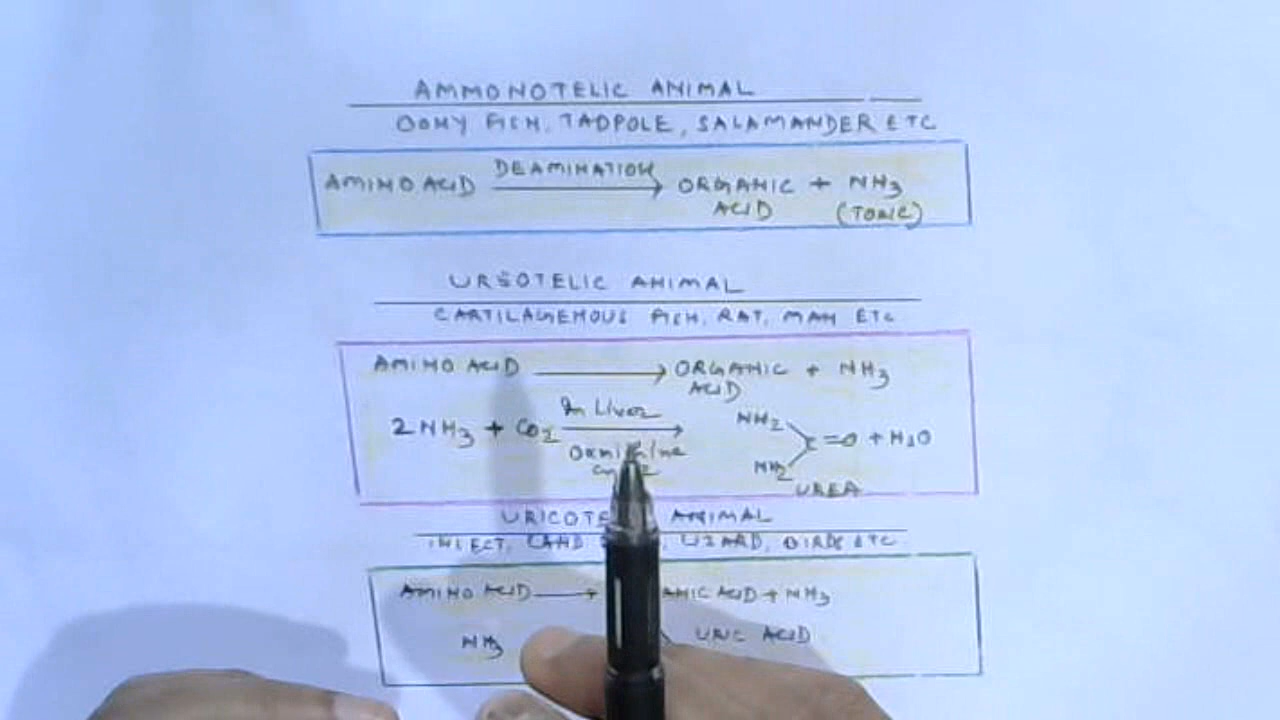 AMMONOTELIC ANIMAL
BONY FISH, TADPOLE, SALAMANDER ETC
AMINO ACID DEAMINATION → ORGANIC ACID + NH3 (TOXIC)
UREOTELIC ANIMAL
CARTILAGENOUS FISH, RAT, MAN ETC
AMINO ACID → ORGANIC ACID + NH3
2NH3 + CO2 In Liver → NH2 NH2 C=O + H2O
Ornithine
UREA
ANIMAL
INSECT, LAND LIZARD, BIRDS ETC
AMINO ACID → ACID + NH3
NH3 URIC ACID